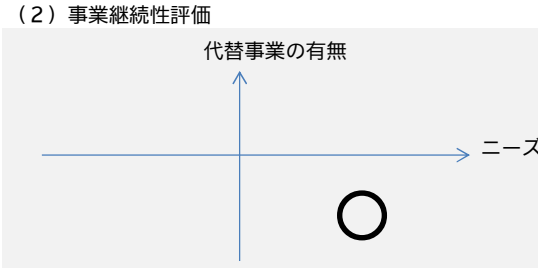 （２）事業継続性評価
代替事業の有無
ニーズ